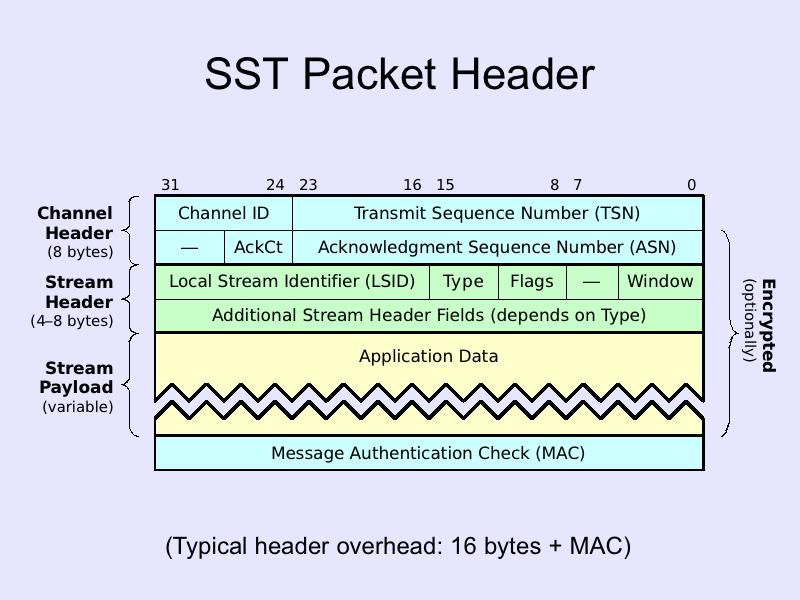 SST Packet Header
31 24 23 16 15 8 7 0
Channel
Header
(8 bytes)
Channel ID
Transmit Sequence Number (TSN)
—
AckCt
Acknowledgment Sequence Number (ASN)
Stream
Header
(4–8 bytes)
Local Stream Identifier (LSID)
Type
Flags
—
Window
Additional Stream Header Fields (depends on Type)
Stream
Payload
(variable)
Application Data
Message Authentication Check (MAC)
Encrypted
(optionally)
(Typical header overhead: 16 bytes + MAC)